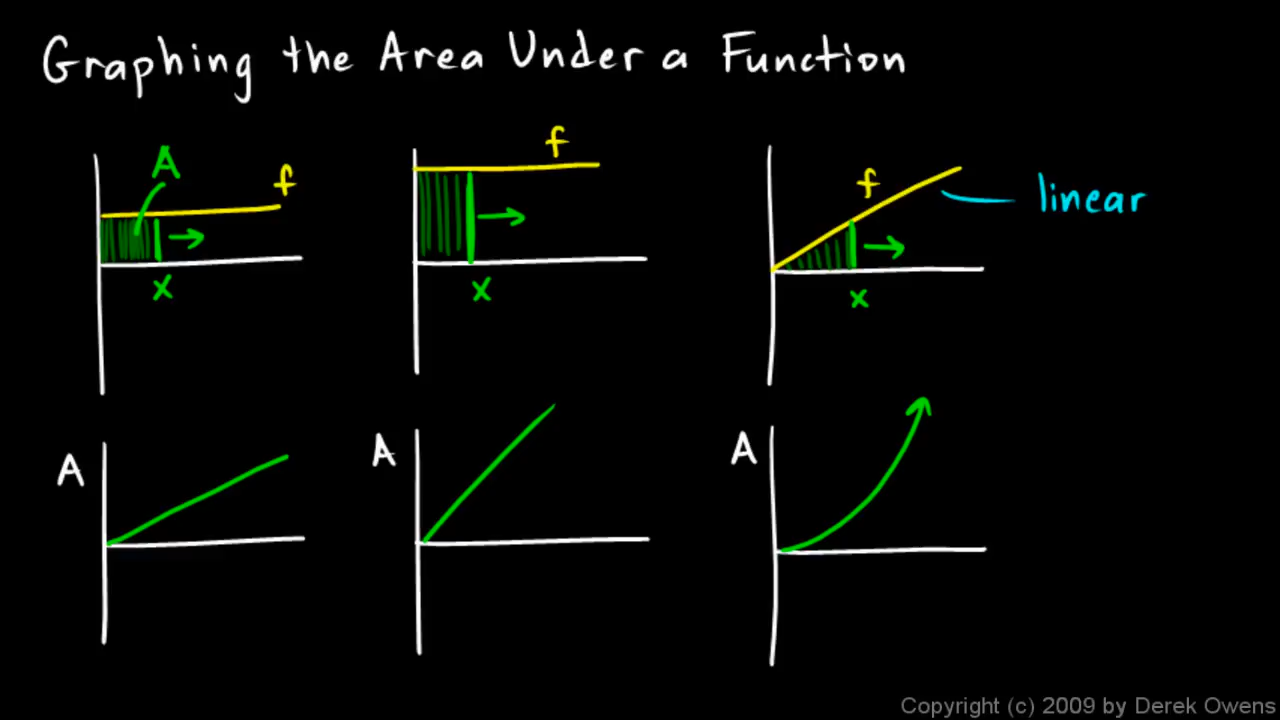 Graphing the Area Under a Function
A
f
f
f
linear
x
x
x
A
A
A
Copyright (c) 2009 by Derek Owens